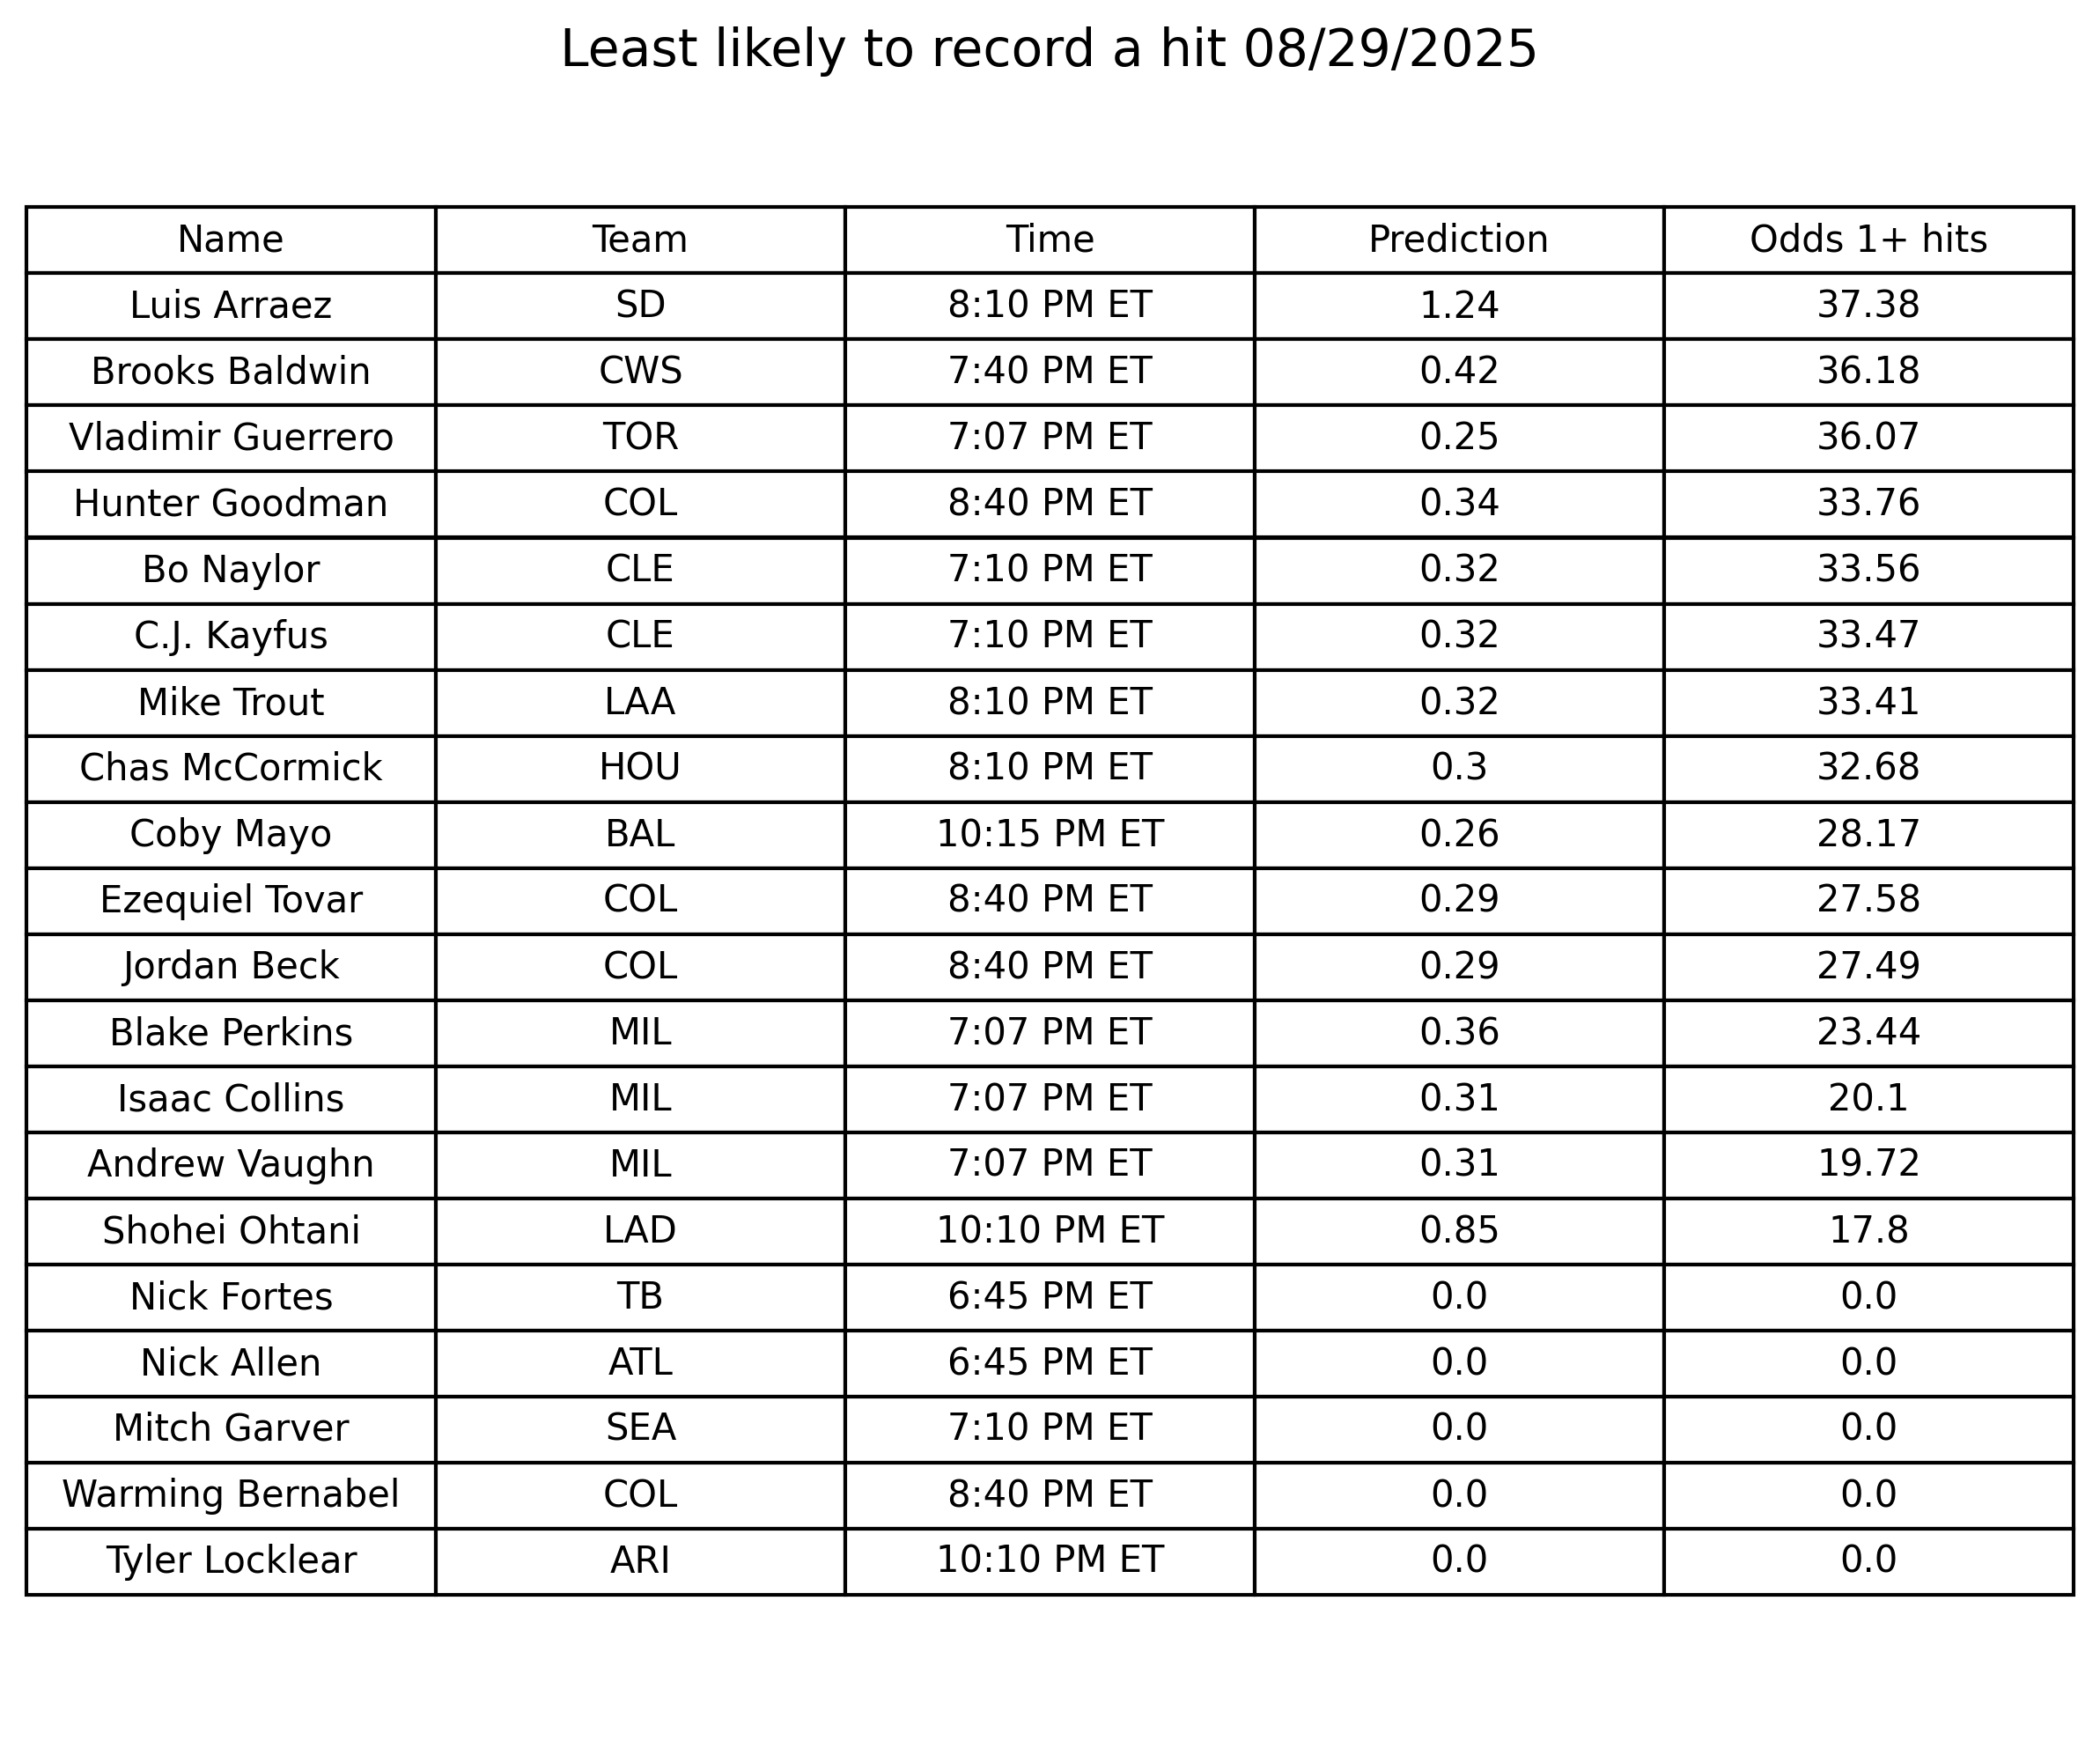 Least likely to record a hit 08/29/2025
Name Team Time Prediction Odds 1+ hits
Luis Arraez SD 8:10 PM ET 1.24 37.38
Brooks Baldwin CWS 7:40 PM ET 0.42 36.18
Vladimir Guerrero TOR 7:07 PM ET 0.25 36.07
Hunter Goodman COL 8:40 PM ET 0.34 33.76
Bo Naylor CLE 7:10 PM ET 0.32 33.56
C.J. Kayfus CLE 7:10 PM ET 0.32 33.47
Mike Trout LAA 8:10 PM ET 0.32 33.41
Chas McCormick HOU 8:10 PM ET 0.3 32.68
Coby Mayo BAL 10:15 PM ET 0.26 28.17
Ezequiel Tovar COL 8:40 PM ET 0.29 27.58
Jordan Beck COL 8:40 PM ET 0.29 27.49
Blake Perkins MIL 7:07 PM ET 0.36 23.44
Isaac Collins MIL 7:07 PM ET 0.31 20.1
Andrew Vaughn MIL 7:07 PM ET 0.31 19.72
Shohei Ohtani LAD 10:10 PM ET 0.85 17.8
Nick Fortes TB 6:45 PM ET 0.0 0.0
Nick Allen ATL 6:45 PM ET 0.0 0.0
Mitch Garver SEA 7:10 PM ET 0.0 0.0
Warming Bernabel COL 8:40 PM ET 0.0 0.0
Tyler Locklear ARI 10:10 PM ET 0.0 0.0